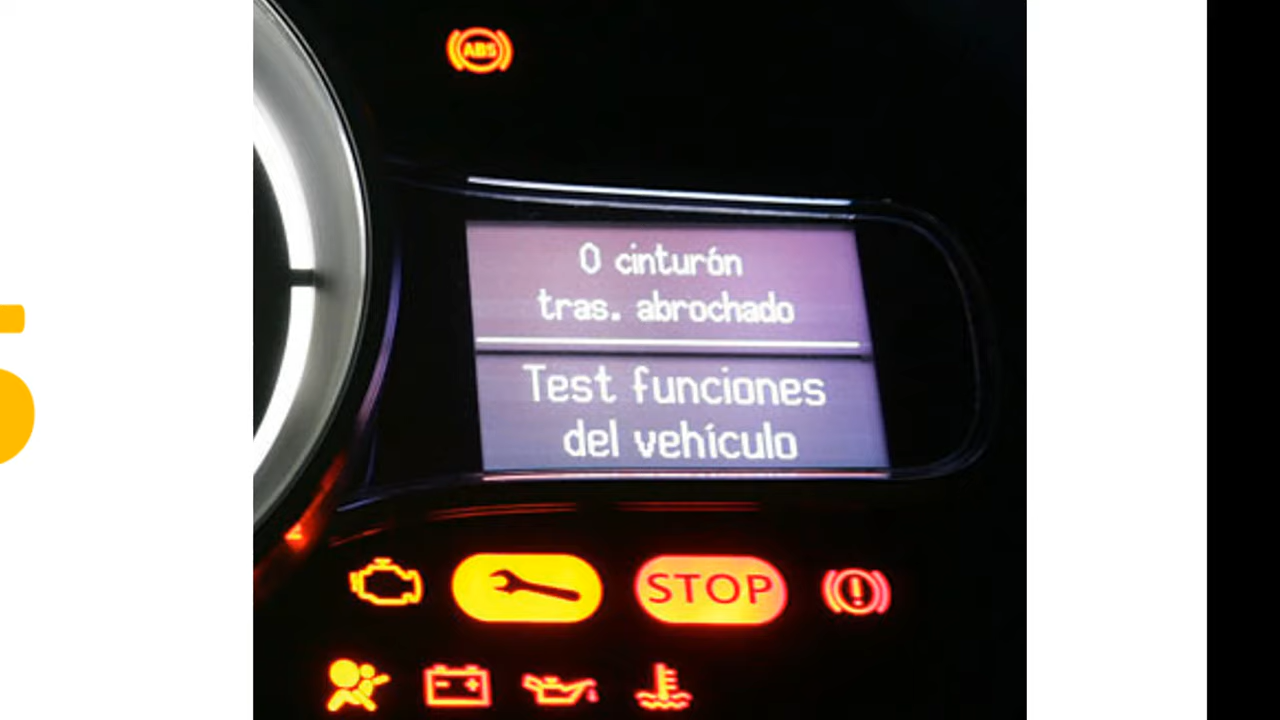 ABS
0 cinturón
tras. abrochado
Test funciones
del vehículo
STOP